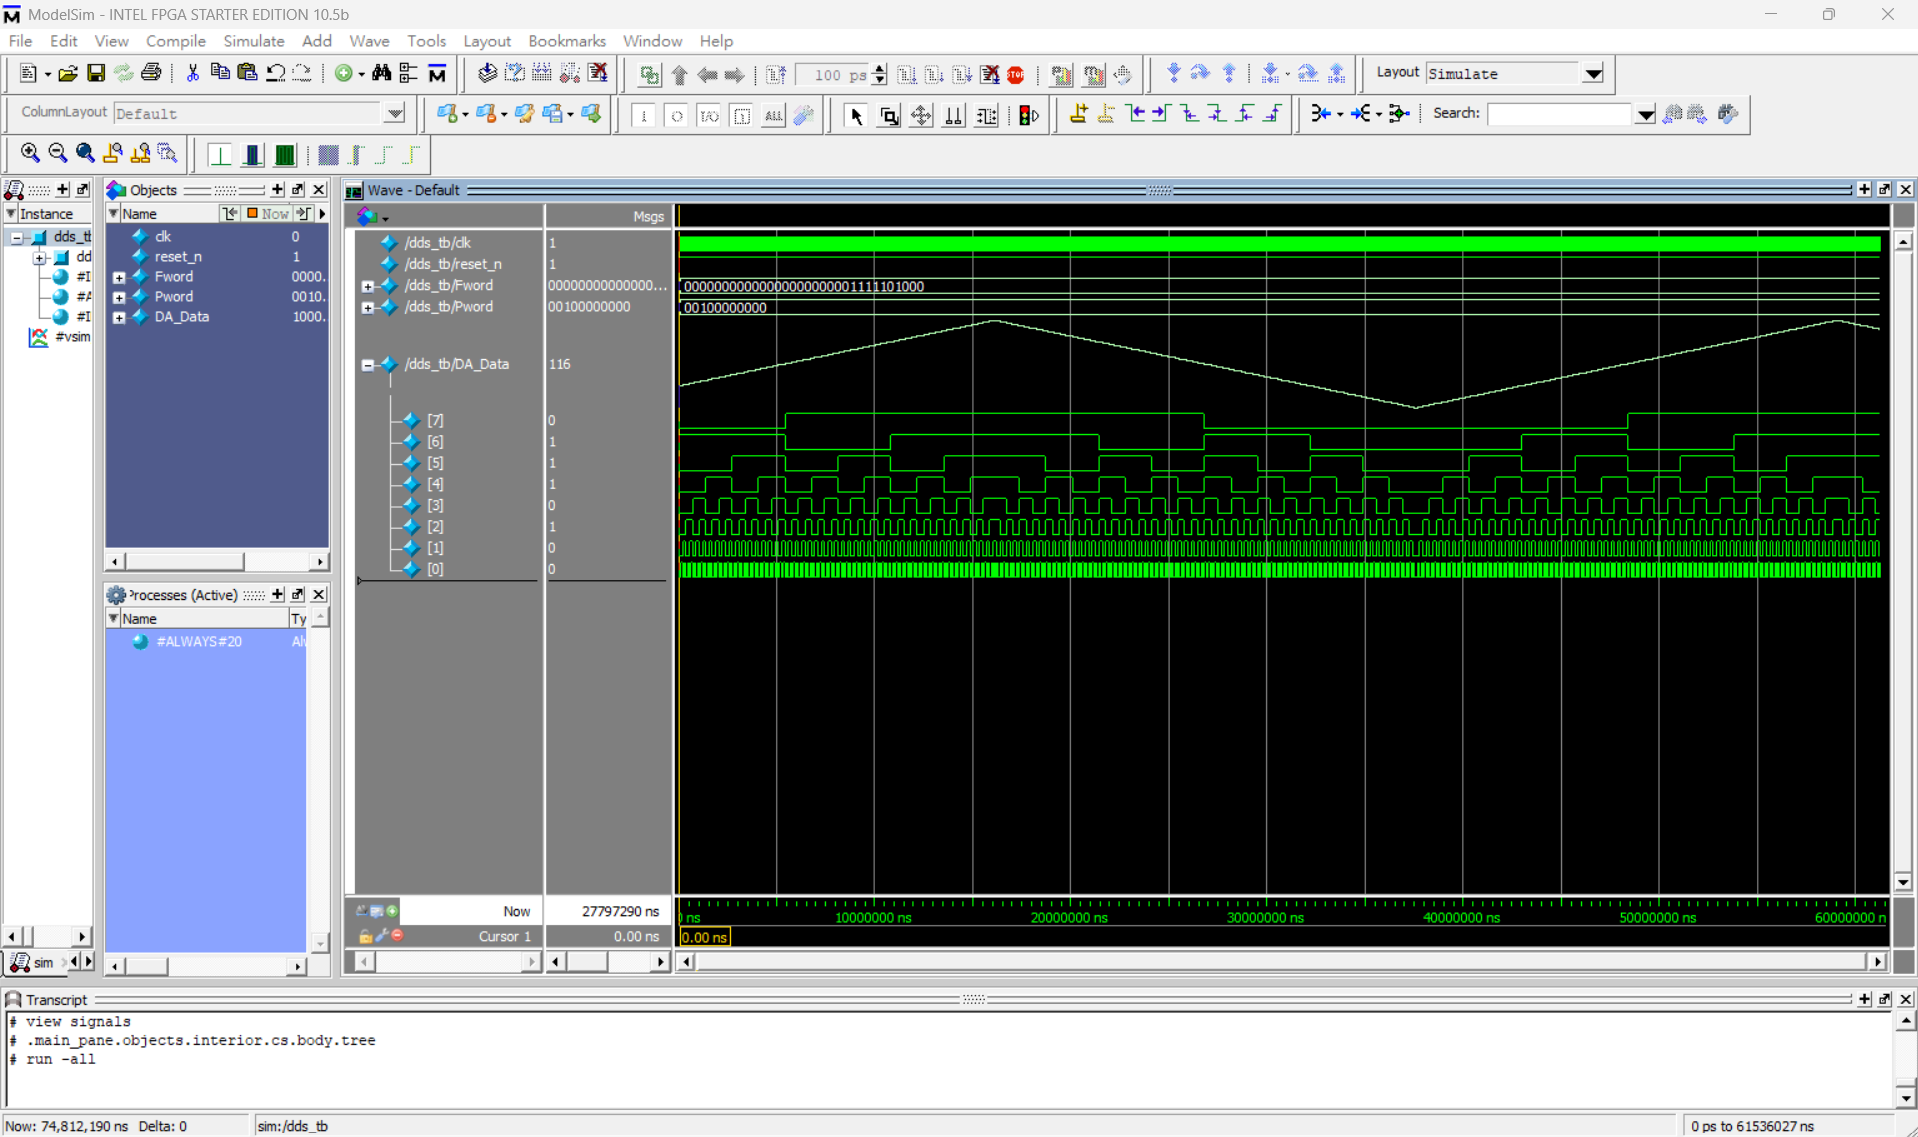 ModelSim - INTEL FPGA STARTER EDITION 10.5b
File Edit View Compile Simulate Add Wave Tools Layout Bookmarks Window Help
100 ps
Layout Simulate
ColumnLayout Default
Search:
Instance
dds_tb
dd
#I
#A
#I
#vsim
sim
Objects
Name Now
clk 0
reset_n 1
Fword 0000.
Pword 0010.
DA_Data 1000.
Processes (Active)
Name Ty
#ALWAYS#20 Al
Wave - Default
Msgs
/dds_tb/clk 1
/dds_tb/reset_n 1
/dds_tb/Fword 00000000000000...
/dds_tb/Pword 00100000000 00100000000
/dds_tb/DA_Data 116
[7] 0
[6] 1
[5] 1
[4] 1
[3] 0
[2] 1
[1] 0
[0] 0
Now 27797290 ns
Cursor 1 0.00 ns
ns 10000000 ns 20000000 ns 30000000 ns 40000000 ns 50000000 ns 60000000 n
0.00 ns
Transcript
# view signals
# .main_pane.objects.interior.cs.body.tree
# run -all
Now: 74,812,190 ns Delta: 0
sim:/dds_tb
0 ps to 61536027 ns